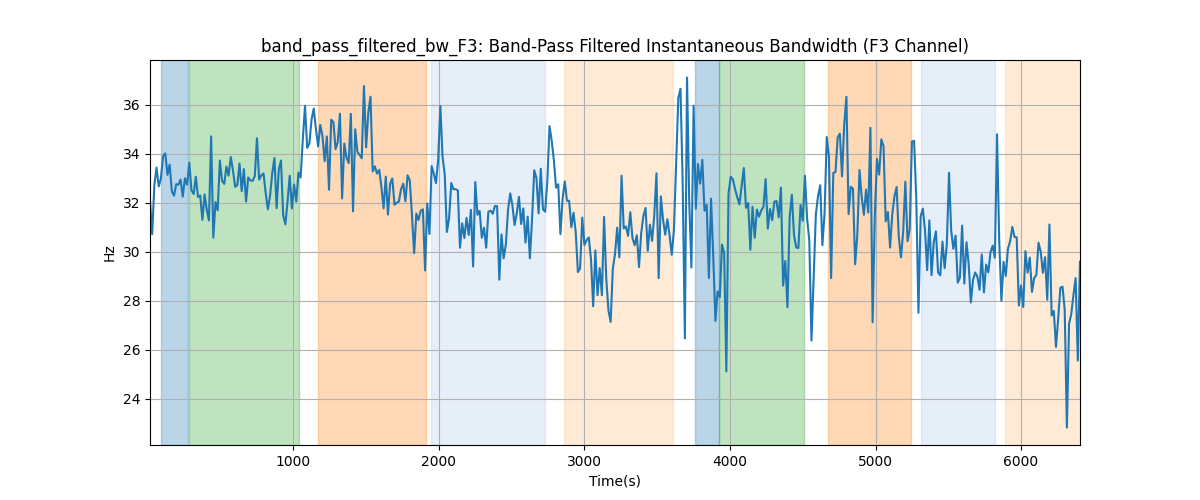 band_pass_filtered_bw_F3: Band-Pass Filtered Instantaneous Bandwidth (F3 Channel)
36
34
32
30
28
26
24
Hz
1000 2000 3000 4000 5000 6000
Time(s)